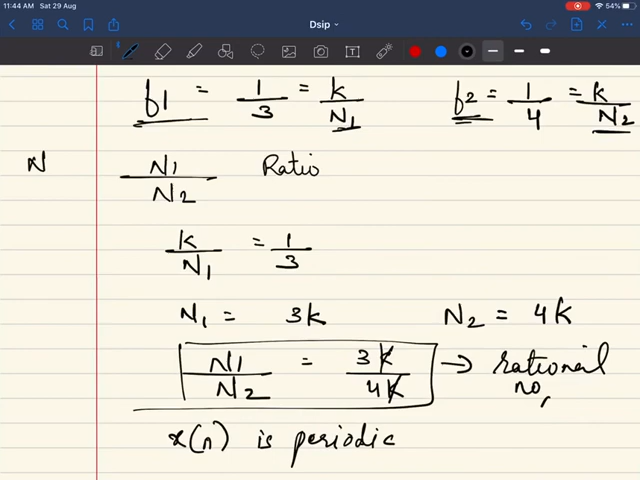 11:44 AM Sat 29 Aug 54%
Dsip
f1 = 1/3 = k/N1 f2 = 1/4 = k/N2
N N1/N2 Ratio
k/N1 = 1/3
N1 = 3k N2 = 4k
N1/N2 = 3k/4k → rational
no,
x(n) is periodic